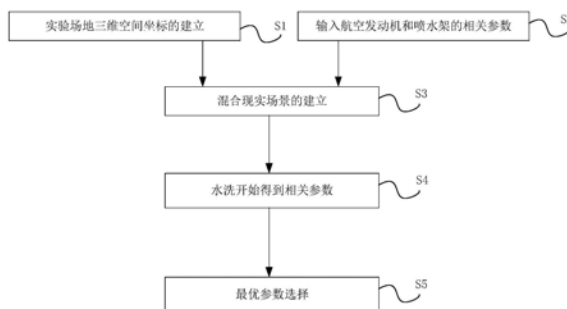 实验场地三维空间坐标的建立
S1
输入航空发动机和喷水架的相关参数
S
混合现实场景的建立
S3
水洗开始得到相关参数
S4
最优参数选择
S5